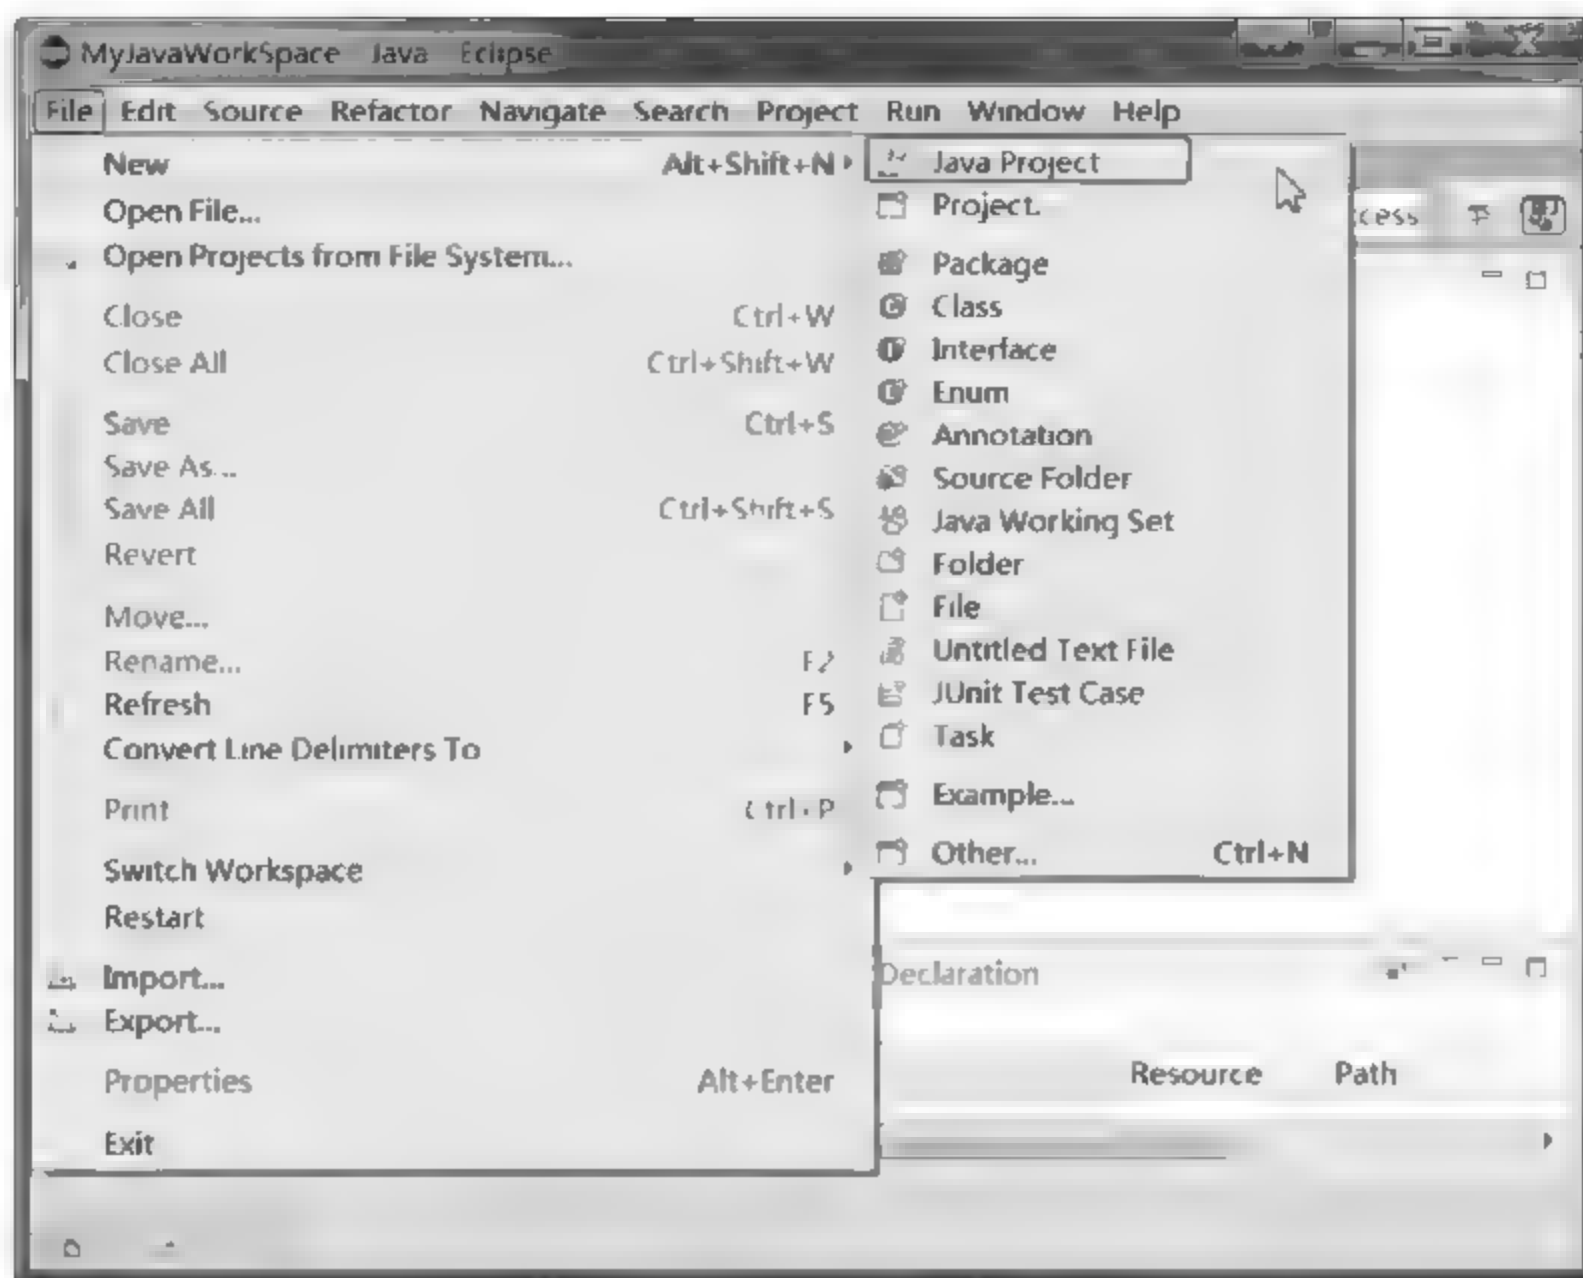 MyJavaWorkSpace Java Eclipse
File Edit Source Refactor Navigate Search Project Run Window Help
New Alt+Shift+N
Open File...
Open Projects from File System...
Close Ctrl+W
Close All Ctrl+Shift+W
Save Ctrl+S
Save As...
Save All Ctrl+Shift+S
Revert
Move...
Rename... F2
Refresh F5
Convert Line Delimiters To
Print Ctrl+P
Switch Workspace
Restart
Import...
Export...
Properties Alt+Enter
Exit
Java Project
Project.
Package
Class
Interface
Enum
Annotation
Source Folder
Java Working Set
Folder
File
Untitled Text File
JUnit Test Case
Task
Example...
Other... Ctrl+N
cess
Declaration
Resource Path